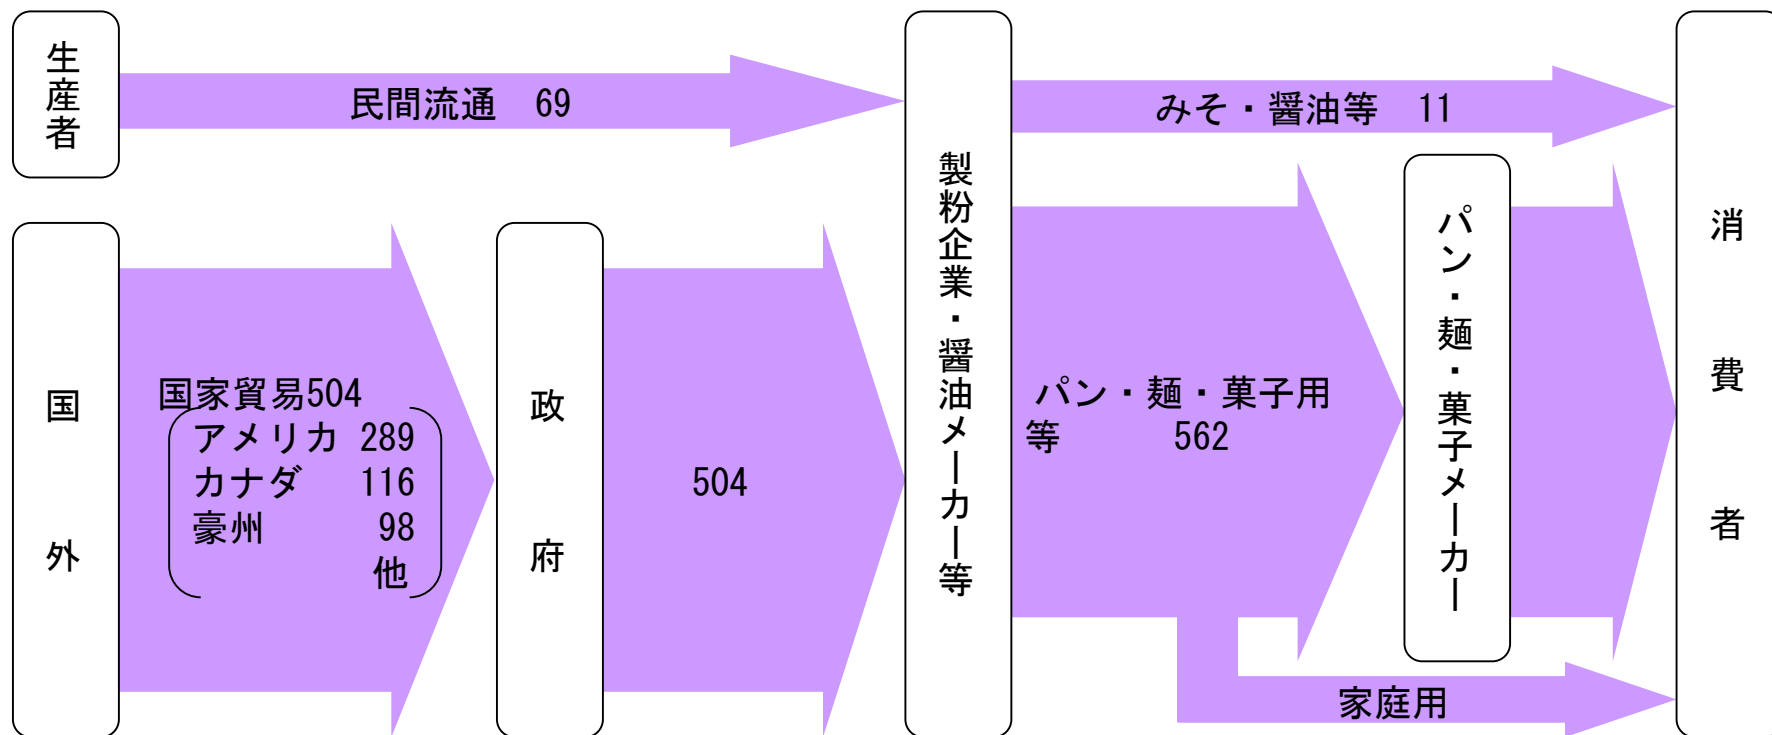 生産者
民間流通　69
国外
国家貿易504
アメリカ 289
カナダ　 116
豪州　　 98
他
政府
504
製粉企業・醤油メーカー等
みそ・醤油等　11
パン・麺・菓子用
等　　　562
パン・麺・菓子メーカー
家庭用
消費者